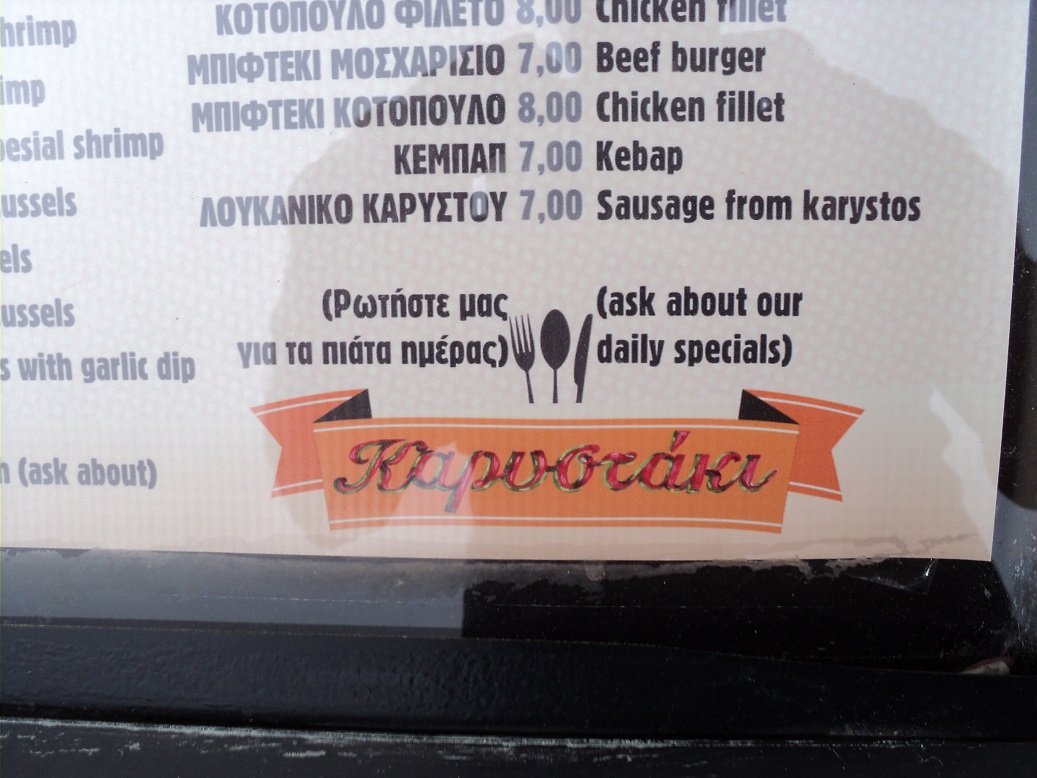 hrimp
imp
pesial shrimp
ussels
els
ussels
s with garlic dip
n (ask about)
ΚΟΤΟΠΟΥΛΟ ΦΙΛΕΤΟ 8,00 Chicken fillet
ΜΠΙΦΤΕΚΙ ΜΟΣΧΑΡΙΣΙΟ 7,00 Beef burger
ΜΠΙΦΤΕΚΙ ΚΟΤΟΠΟΥΛΟ 8,00 Chicken fillet
ΚΕΜΠΑΠ 7,00 Kebap
ΛΟΥΚΑΝΙΚΟ ΚΑΡΥΣΤΟΥ 7,00 Sausage from karystos
(Ρωτήστε μας
για τα πιάτα ημέρας)
(ask about our
daily specials)
Καρυστάκι